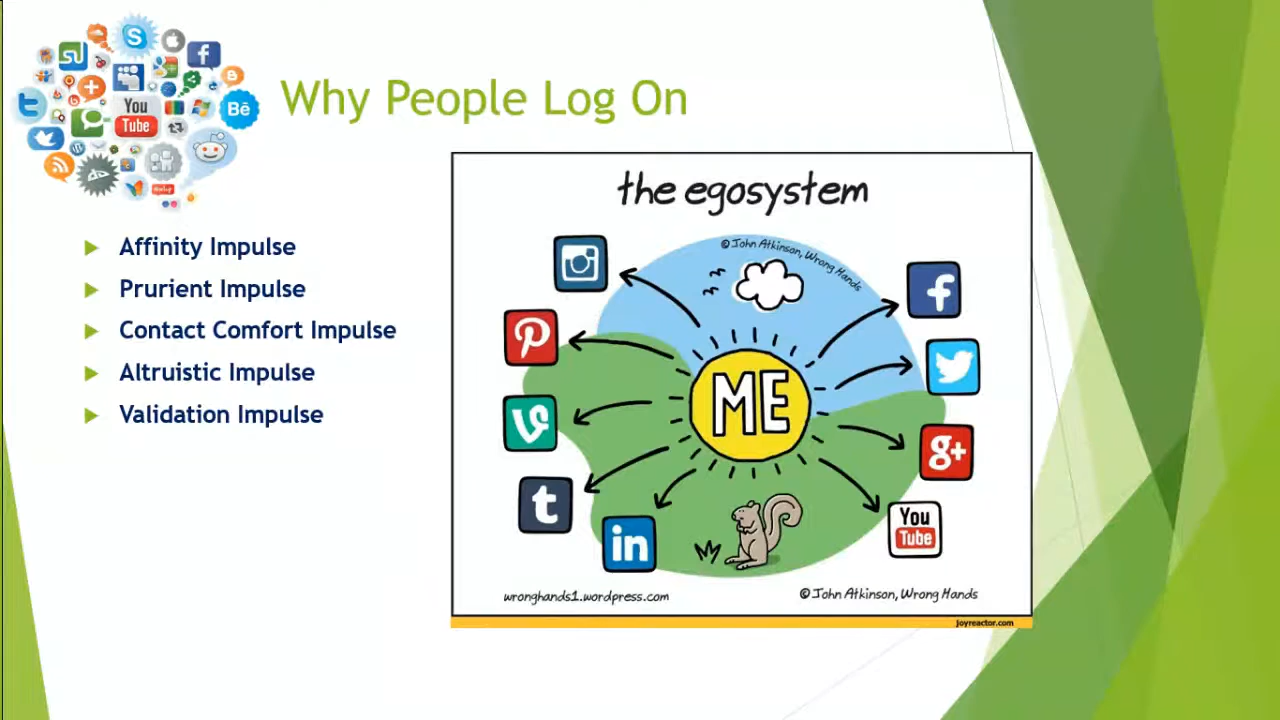 You
Tube
Bē
Why People Log On
Affinity Impulse
Prurient Impulse
Contact Comfort Impulse
Altruistic Impulse
Validation Impulse
the egosystem
© John Atkinson, Wrong Hands
ME
g+
You
Tube
in
wronghands1.wordpress.com
© John Atkinson, Wrong Hands
joyreactor.com